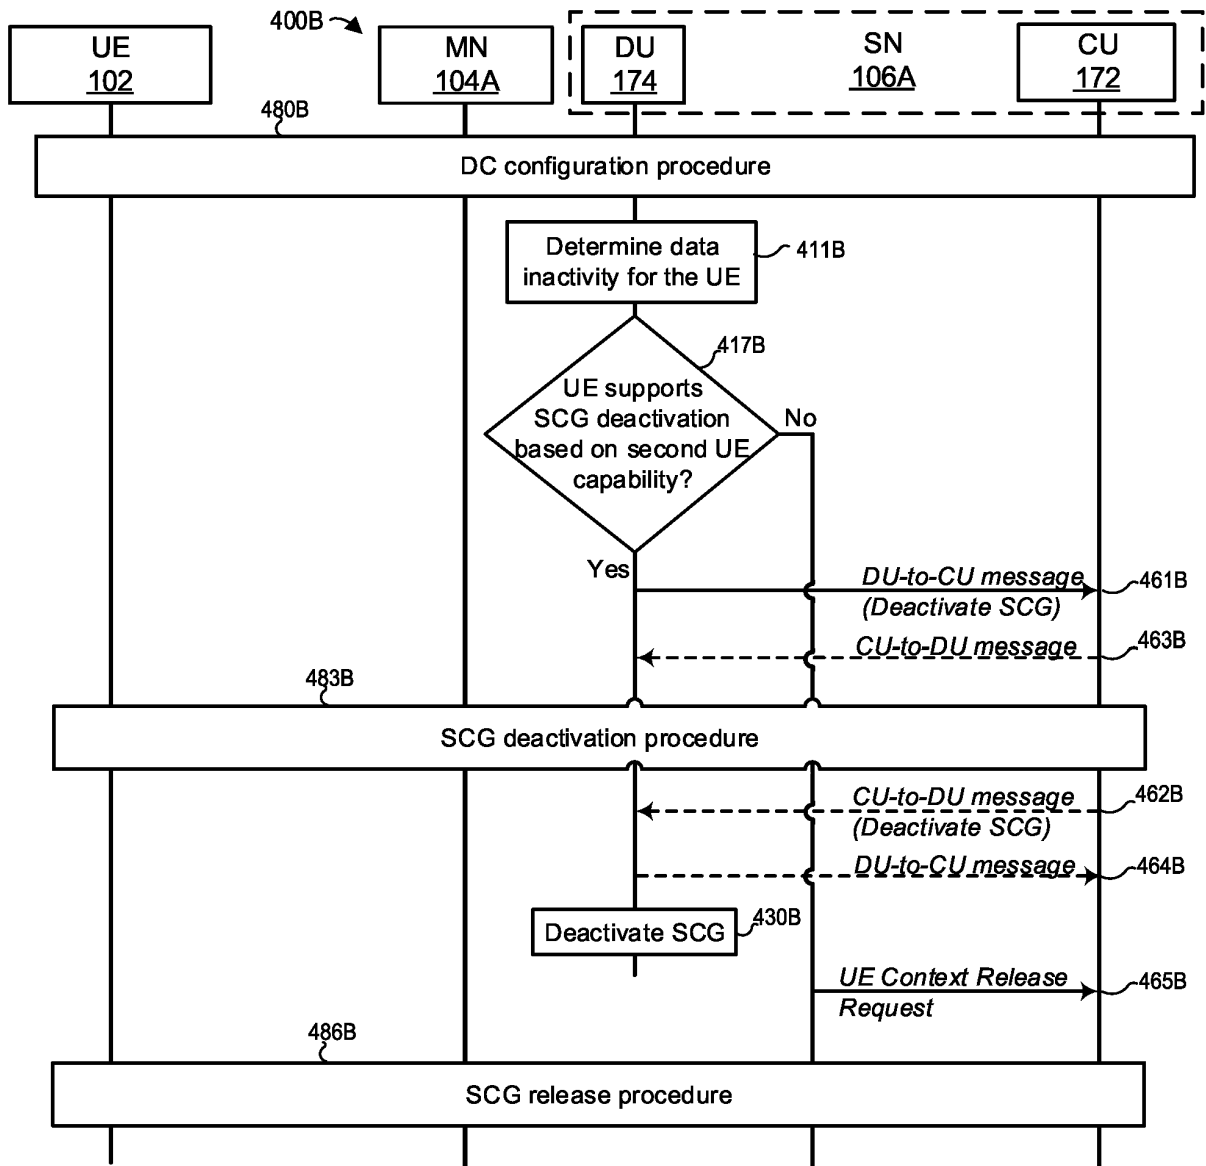 400B
UE
102
MN
104A
DU
174
SN
106A
CU
172
480B
DC configuration procedure
Determine data
inactivity for the UE
411B
417B
UE supports
SCG deactivation
based on second UE
capability?
No
Yes
DU-to-CU message
(Deactivate SCG)
461B
CU-to-DU message
463B
483B
SCG deactivation procedure
CU-to-DU message
(Deactivate SCG)
462B
DU-to-CU message
464B
Deactivate SCG
430B
UE Context Release
Request
465B
486B
SCG release procedure